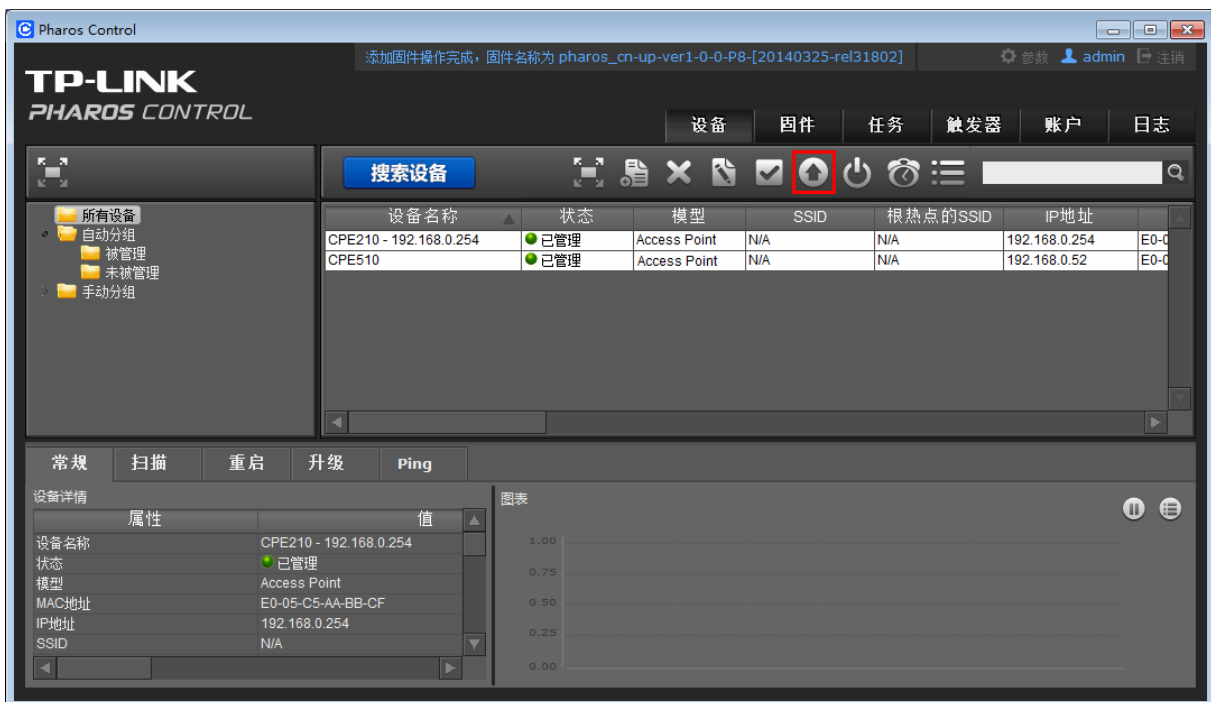 Pharos Control
添加固件操作完成，固件名称为 pharos_cn-up-ver1-0-0-P8-[20140325-rel31802]
参数 admin 注销
TP-LINK
PHAROS CONTROL
设备 固件 任务 触发器 账户 日志
搜索设备
所有设备
自动分组
被管理
未被管理
手动分组
设备名称 状态 模型 SSID 根热点的SSID IP地址
CPE210 - 192.168.0.254 已管理 Access Point N/A N/A 192.168.0.254
CPE510 已管理 Access Point N/A N/A 192.168.0.52
常规 扫描 重启 升级 Ping
设备详情
属性 值
设备名称 CPE210 - 192.168.0.254
状态 已管理
模型 Access Point
MAC地址 E0-05-C5-AA-BB-CF
IP地址 192.168.0.254
SSID N/A
图表
1.00
0.75
0.50
0.25
0.00